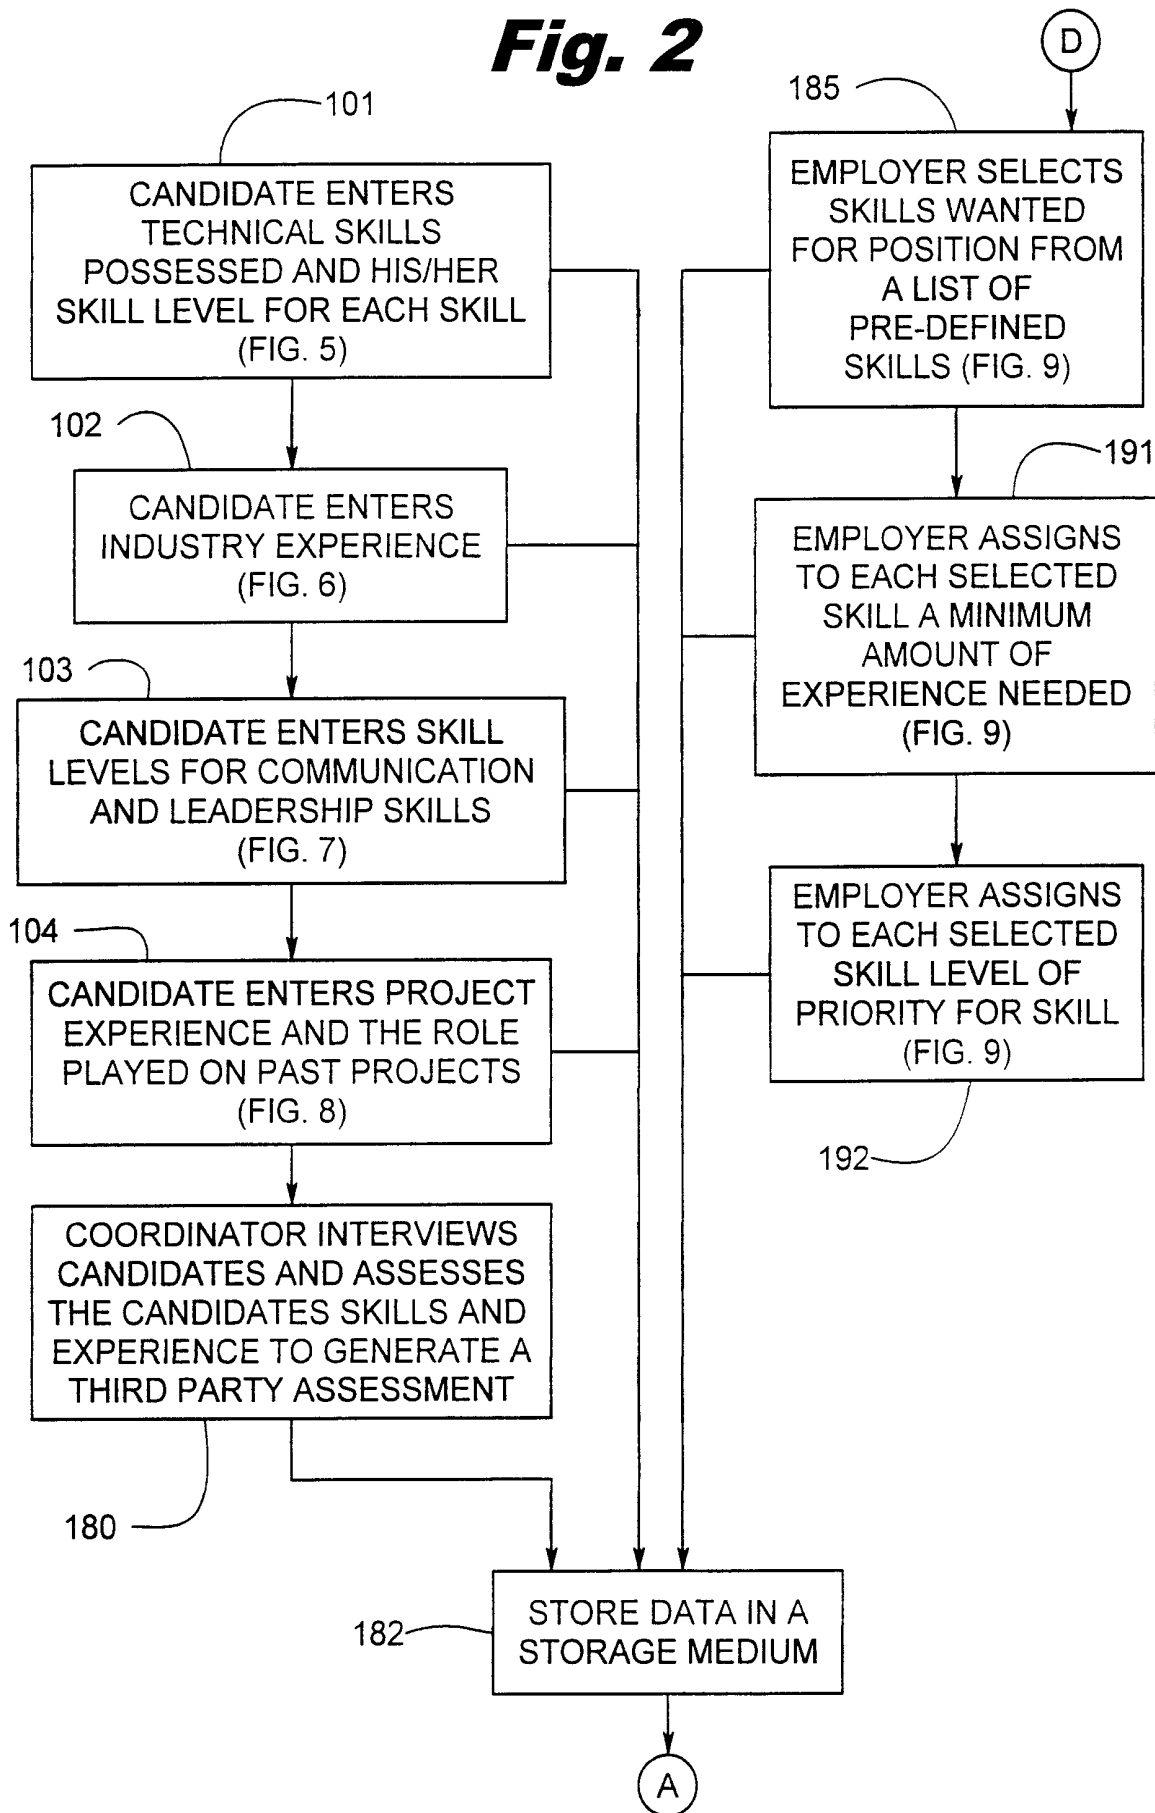 Fig. 2
101
CANDIDATE ENTERS
TECHNICAL SKILLS
POSSESSED AND HIS/HER
SKILL LEVEL FOR EACH SKILL
(FIG. 5)
102
CANDIDATE ENTERS
INDUSTRY EXPERIENCE
(FIG. 6)
103
CANDIDATE ENTERS SKILL
LEVELS FOR COMMUNICATION
AND LEADERSHIP SKILLS
(FIG. 7)
104
CANDIDATE ENTERS PROJECT
EXPERIENCE AND THE ROLE
PLAYED ON PAST PROJECTS
(FIG. 8)
COORDINATOR INTERVIEWS
CANDIDATES AND ASSESSES
THE CANDIDATES SKILLS AND
EXPERIENCE TO GENERATE A
THIRD PARTY ASSESSMENT
180
D
185
EMPLOYER SELECTS
SKILLS WANTED
FOR POSITION FROM
A LIST OF
PRE-DEFINED
SKILLS (FIG. 9)
191
EMPLOYER ASSIGNS
TO EACH SELECTED
SKILL A MINIMUM
AMOUNT OF
EXPERIENCE NEEDED
(FIG. 9)
EMPLOYER ASSIGNS
TO EACH SELECTED
SKILL LEVEL OF
PRIORITY FOR SKILL
(FIG. 9)
192
182
STORE DATA IN A
STORAGE MEDIUM
A